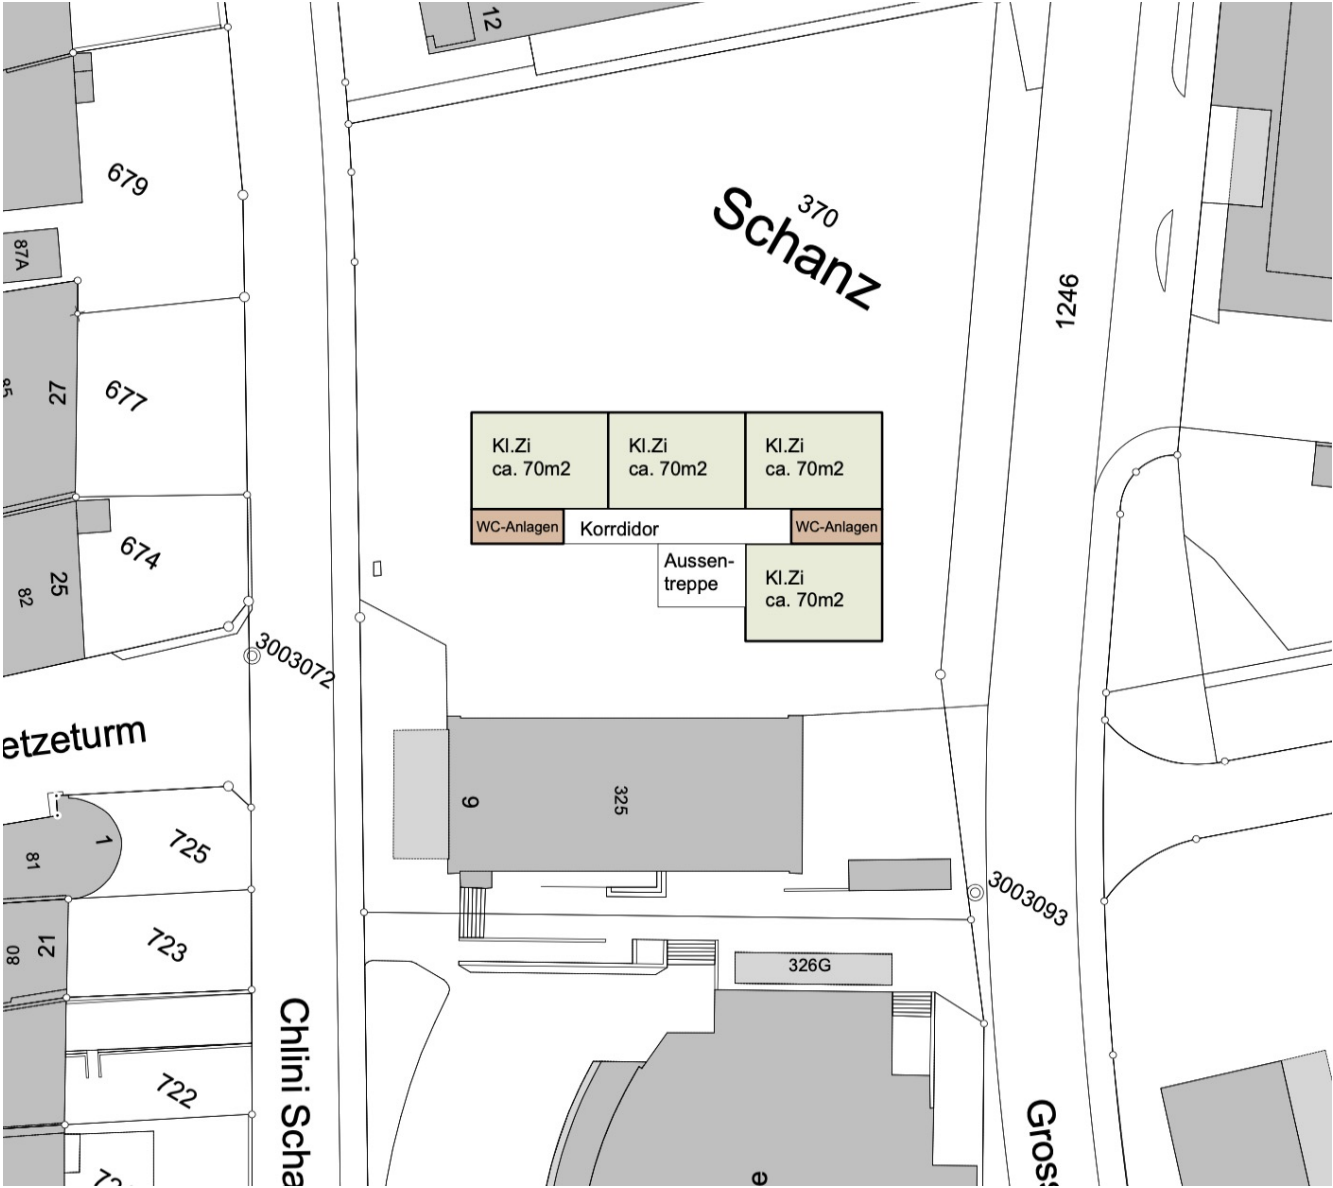 12
679
370
Schanz
87A
1246
677
27
Kl.Zi
ca. 70m2
Kl.Zi
ca. 70m2
Kl.Zi
ca. 70m2
WC-Anlagen
Korrdidor
WC-Anlagen
Aussen-
treppe
Kl.Zi
ca. 70m2
674
25
82
3003072
etzeturm
9
325
1
81
725
3003093
723
21
80
326G
Chlini Scha
722
Gross
e